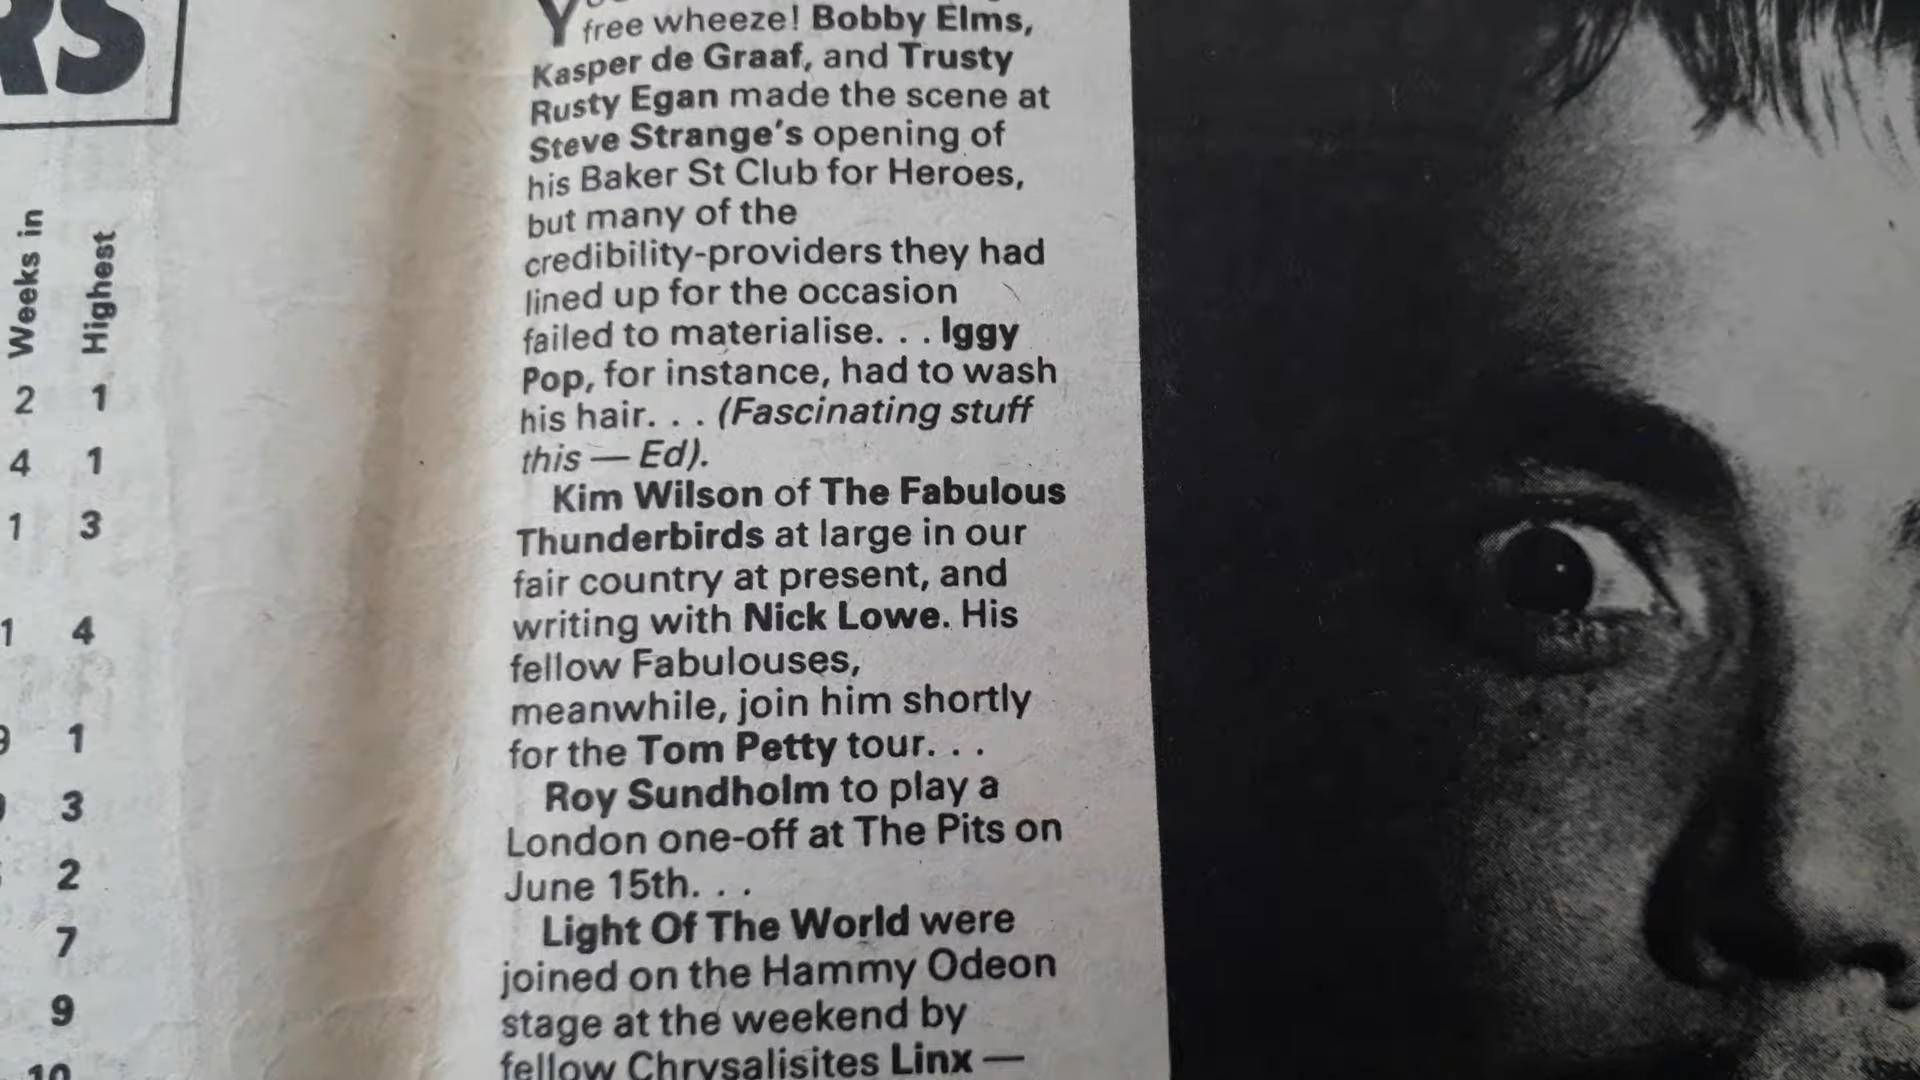 RS
Weeks in
Highest
2 1
4 1
1 3
1 4
9 1
3
2
7
9
10
Y free wheeze! Bobby Elms,
Kasper de Graaf, and Trusty
Rusty Egan made the scene at
Steve Strange's opening of
his Baker St Club for Heroes,
but many of the
credibility-providers they had
lined up for the occasion
failed to materialise. . . Iggy
Pop, for instance, had to wash
his hair. . . (Fascinating stuff
this — Ed).
Kim Wilson of The Fabulous
Thunderbirds at large in our
fair country at present, and
writing with Nick Lowe. His
fellow Fabulouses,
meanwhile, join him shortly
for the Tom Petty tour. . .
Roy Sundholm to play a
London one-off at The Pits on
June 15th. . .
Light Of The World were
joined on the Hammy Odeon
stage at the weekend by
fellow Chrysalisites Linx —